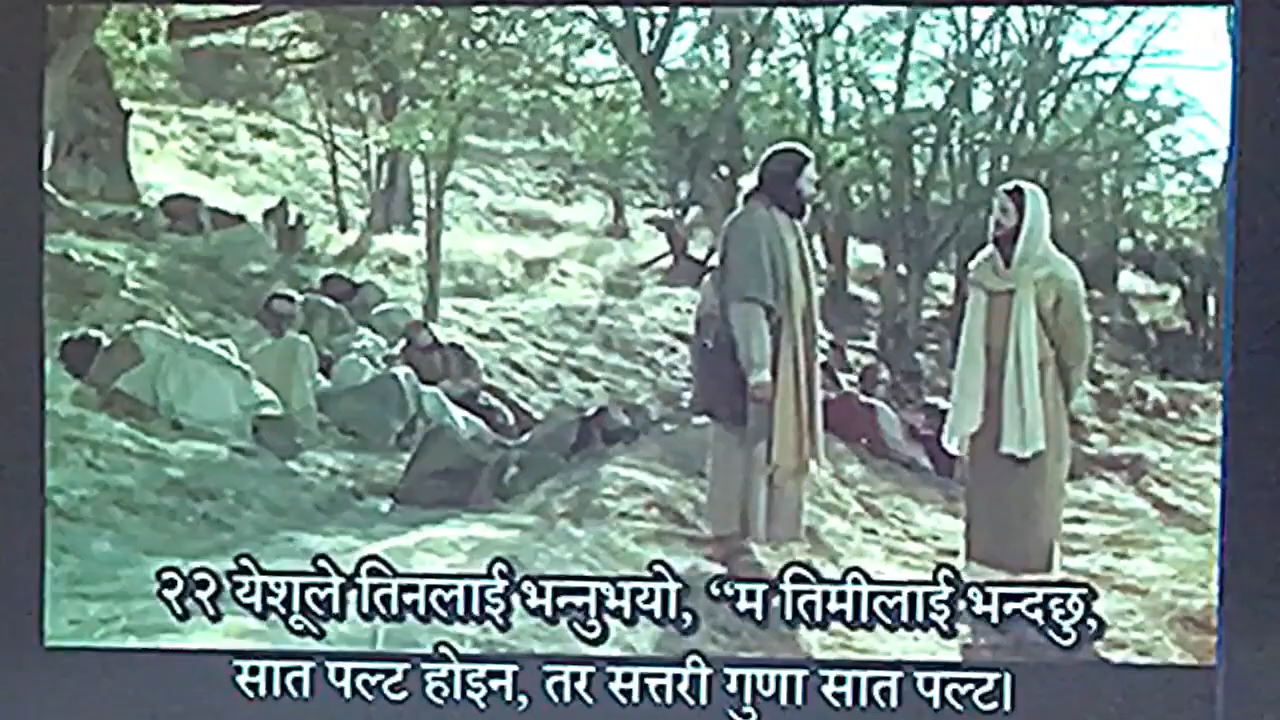 २२ येशूले तिनलाई भन्नुभयो, “म तिमीलाई भन्दछु,
सात पल्ट होइन, तर सत्तरी गुणा सात पल्ट।